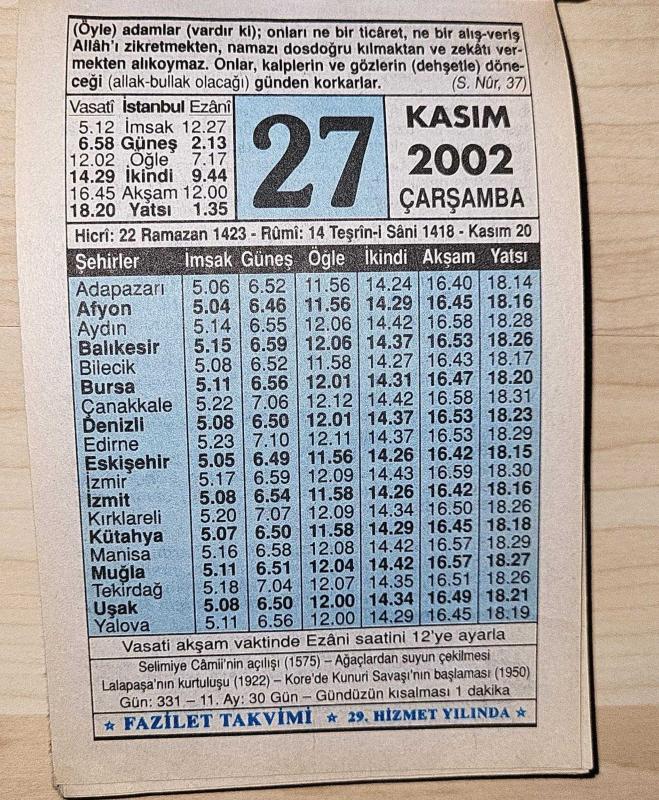 (Öyle) adamlar (vardır ki); onları ne bir ticâret, ne bir alış-veriş
Allâh'ı zikretmekten, namazı dosdoğru kılmaktan ve zekâtı ver-
mekten alıkoymaz. Onlar, kalplerin ve gözlerin (dehşetle) döne-
ceği (allak-bullak olacağı) günden korkarlar. (S. Nûr, 37)
Vasatî İstanbul Ezânî
5.12 İmsak 12.27
6.58 Güneş 2.13
12.02 Öğle 7.17
14.29 İkindi 9.44
16.45 Akşam 12.00
18.20 Yatsı 1.35
27
KASIM
2002
ÇARŞAMBA
Hicrî: 22 Ramazan 1423 - Rûmî: 14 Teşrîn-i Sâni 1418 - Kasım 20
Şehirler İmsak Güneş Öğle İkindi Akşam Yatsı
Adapazarı 5.06 6.52 11.56 14.24 16.40 18.14
Afyon 5.04 6.46 11.56 14.29 16.45 18.16
Aydın 5.14 6.55 12.06 14.42 16.58 18.28
Balıkesir 5.15 6.59 12.06 14.37 16.53 18.26
Bilecik 5.08 6.52 11.58 14.27 16.43 18.17
Bursa 5.11 6.56 12.01 14.31 16.47 18.20
Çanakkale 5.22 7.06 12.12 14.42 16.58 18.31
Denizli 5.08 6.50 12.01 14.37 16.53 18.23
Edirne 5.23 7.10 12.11 14.37 16.53 18.29
Eskişehir 5.05 6.49 11.56 14.26 16.42 18.15
İzmir 5.17 6.59 12.09 14.43 16.59 18.30
İzmit 5.08 6.54 11.58 14.26 16.42 18.16
Kırklareli 5.20 7.07 12.09 14.34 16.50 18.26
Kütahya 5.07 6.50 11.58 14.29 16.45 18.18
Manisa 5.16 6.58 12.08 14.42 16.57 18.29
Muğla 5.11 6.51 12.04 14.42 16.57 18.27
Tekirdağ 5.18 7.04 12.07 14.35 16.51 18.26
Uşak 5.08 6.50 12.00 14.34 16.49 18.21
Yalova 5.11 6.56 12.00 14.29 16.45 18.19
Vasati akşam vaktinde Ezâni saatini 12'ye ayarla
Selimiye Câmii'nin açılışı (1575) – Ağaçlardan suyun çekilmesi
Lalapaşa'nın kurtuluşu (1922) – Kore'de Kunuri Savaşı'nın başlaması (1950)
Gün: 331 – 11. Ay: 30 Gün – Gündüzün kısalması 1 dakika
★ FAZİLET TAKVİMİ ★ 29. HİZMET YILINDA ★